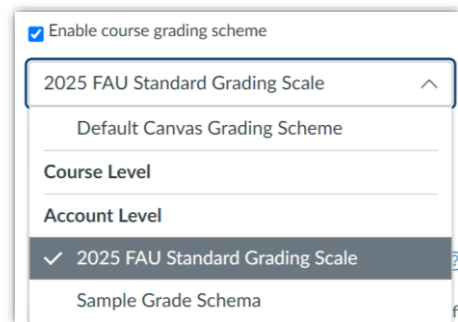 Enable course grading scheme
2025 FAU Standard Grading Scale
Default Canvas Grading Scheme
Course Level
Account Level
2025 FAU Standard Grading Scale
Sample Grade Schema